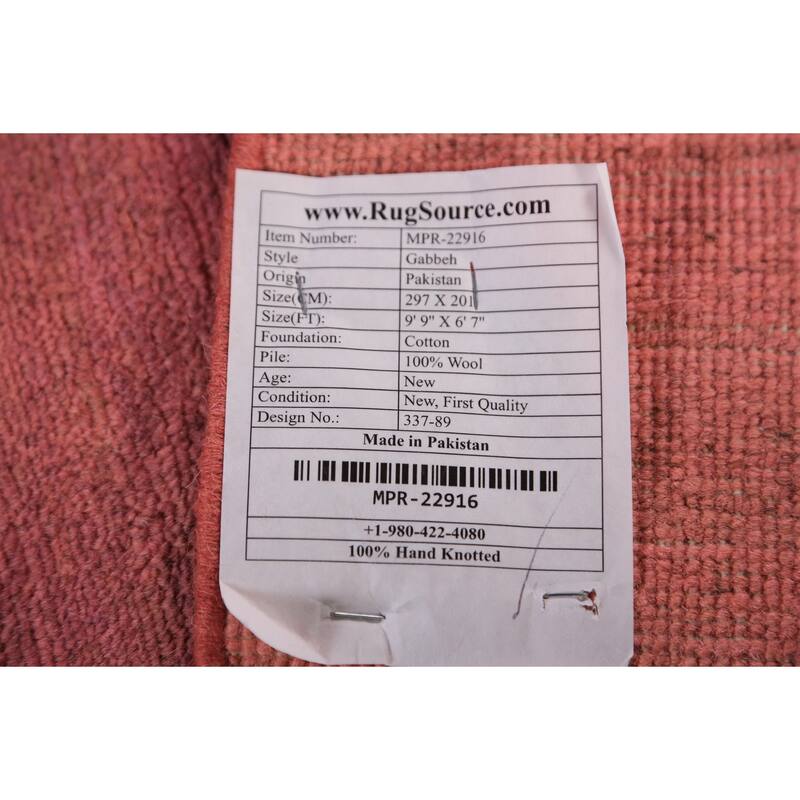 www.RugSource.com
Item Number: MPR-22916
Style Gabbeh
Origin Pakistan
Size(CM): 297 X 201
Size(FT): 9' 9" X 6' 7"
Foundation: Cotton
Pile: 100% Wool
Age: New
Condition: New, First Quality
Design No.: 337-89
Made in Pakistan
MPR-22916
+1-980-422-4080
100% Hand Knotted